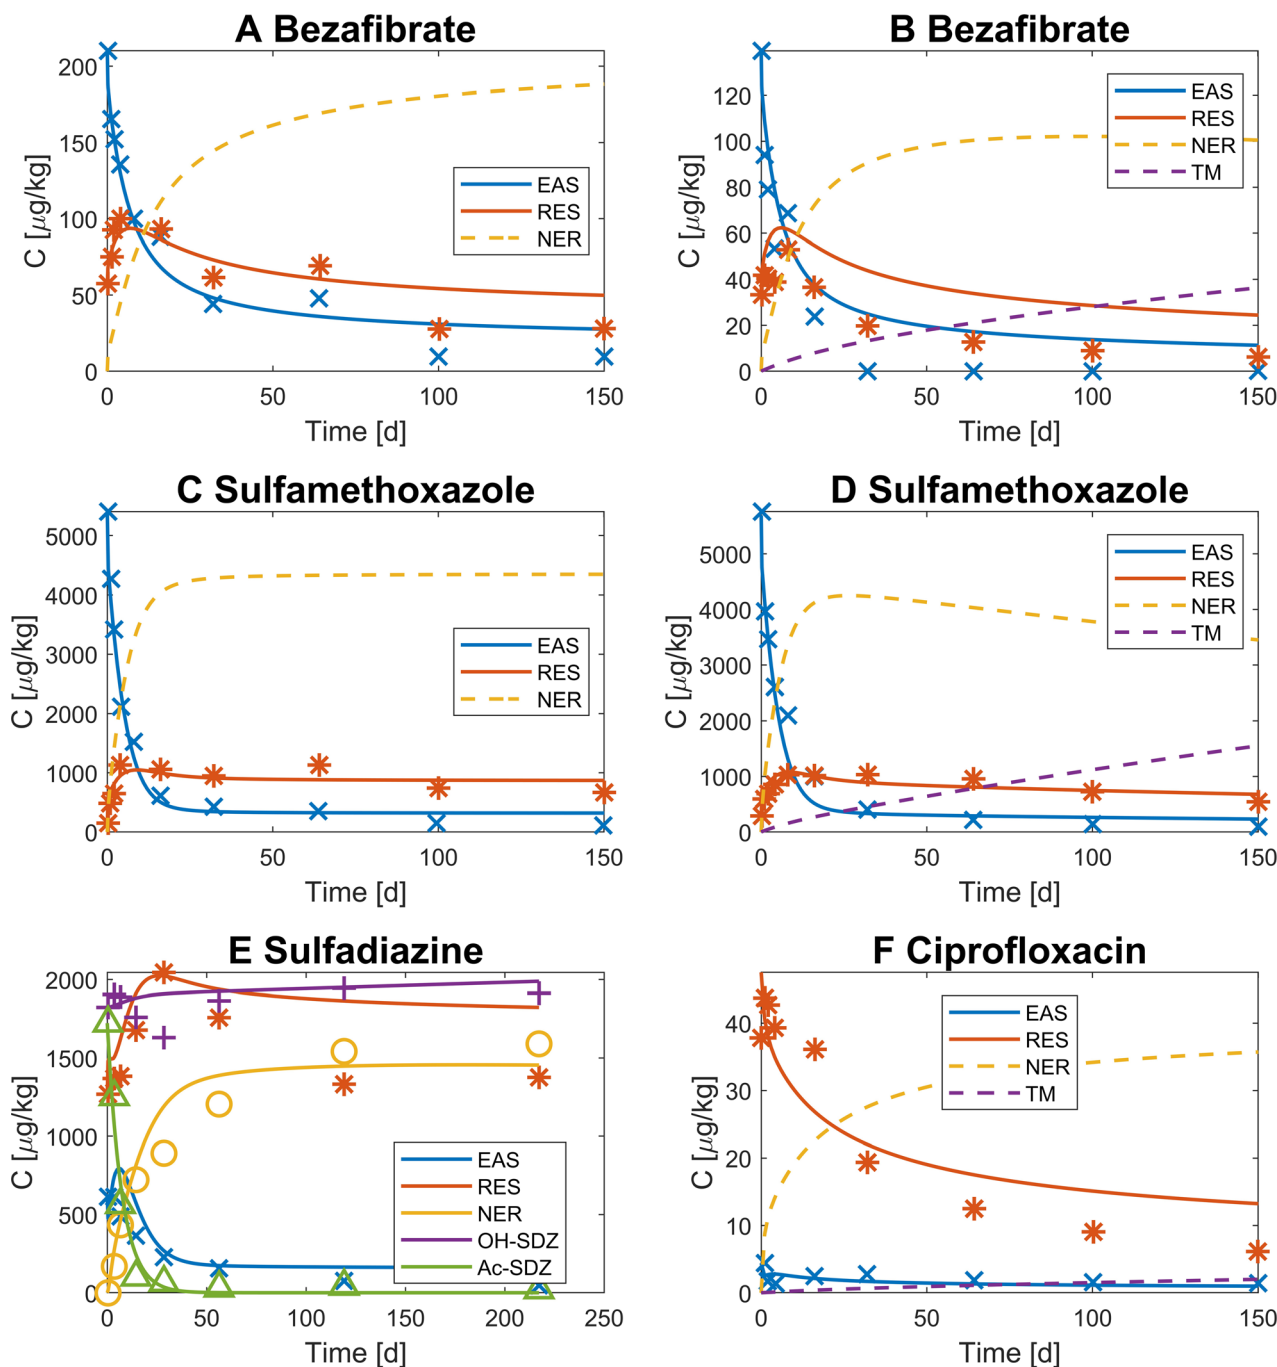 A Bezafibrate
C [µg/kg]
200
150
100
50
0
0 50 100 150
Time [d]
EAS
RES
NER
B Bezafibrate
C [µg/kg]
120
100
80
60
40
20
0
0 50 100 150
Time [d]
EAS
RES
NER
TM
C Sulfamethoxazole
C [µg/kg]
5000
4000
3000
2000
1000
0
0 50 100 150
Time [d]
EAS
RES
NER
D Sulfamethoxazole
C [µg/kg]
5000
4000
3000
2000
1000
0
0 50 100 150
Time [d]
EAS
RES
NER
TM
E Sulfadiazine
C [µg/kg]
2000
1500
1000
500
0
0 50 100 150 200 250
Time [d]
EAS
RES
NER
OH-SDZ
Ac-SDZ
F Ciprofloxacin
C [µg/kg]
40
30
20
10
0
0 50 100 150
Time [d]
EAS
RES
NER
TM